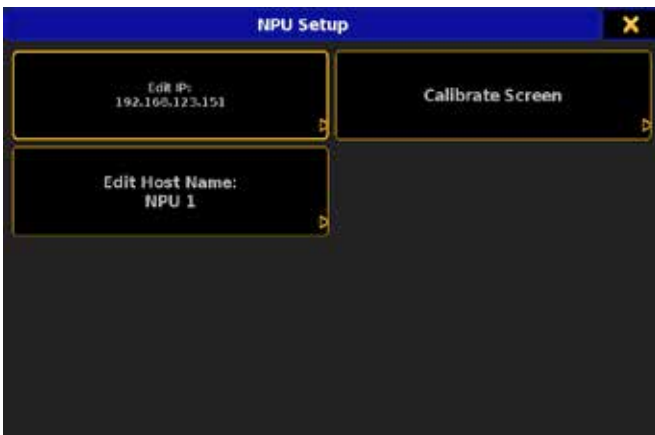 NPU Setup
Edit IP:
192.168.123.151
Calibrate Screen
Edit Host Name:
NPU 1